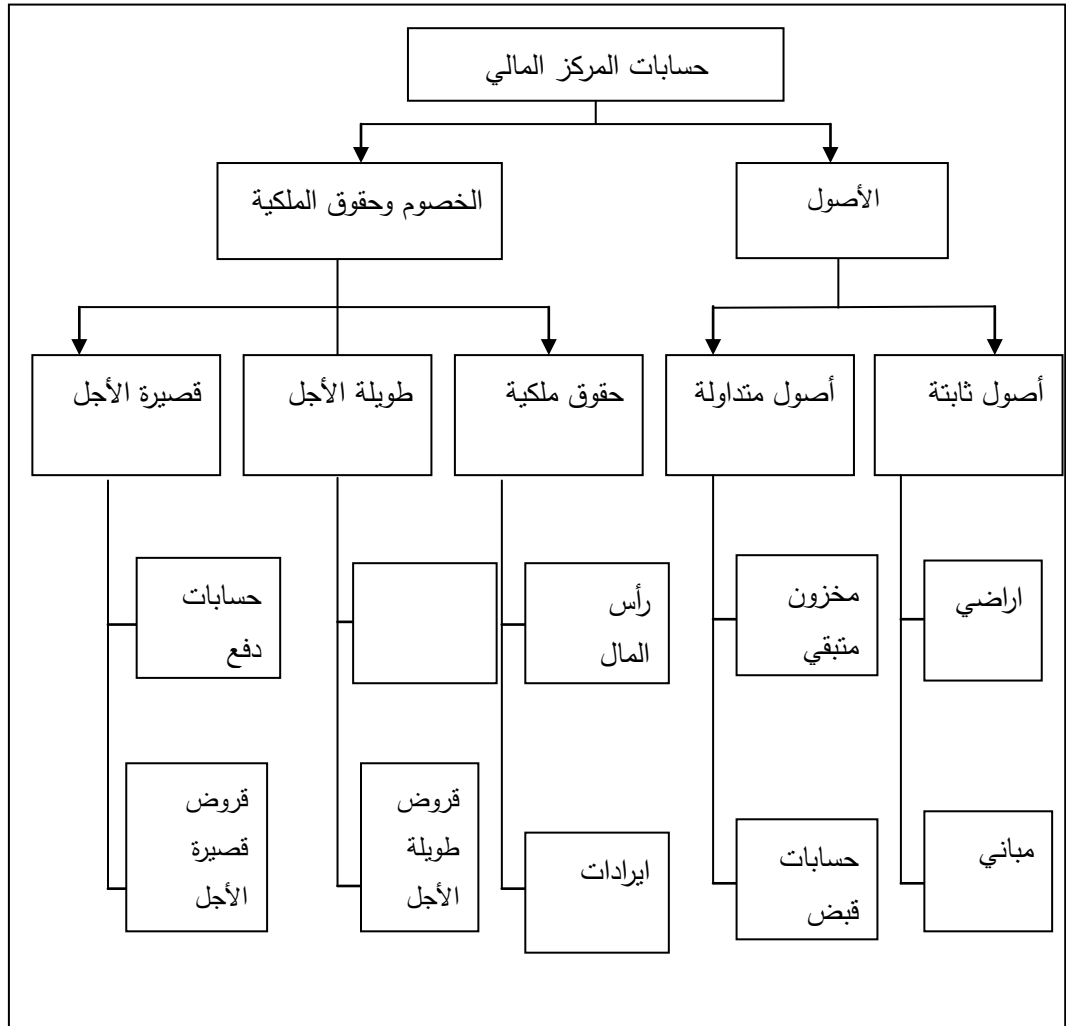 حسابات المركز المالي
الأصول
الخصوم وحقوق الملكية
أصول ثابتة
أصول متداولة
حقوق ملكية
طويلة الأجل
قصيرة الأجل
اراضي
مخزون
متبقي
رأس
المال
حسابات
دفع
مباني
حسابات
قبض
ايرادات
قروض
طويلة
الأجل
قروض
قصيرة
الأجل